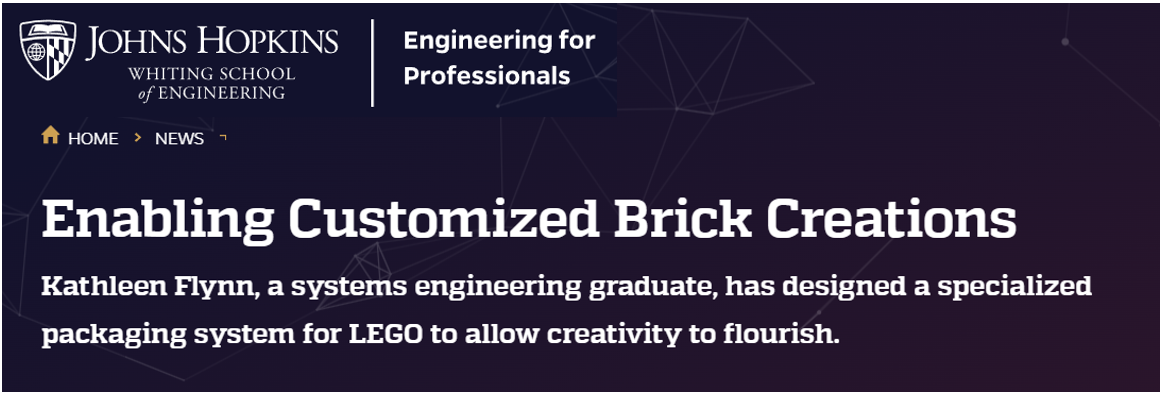 JOHNS HOPKINS
WHITING SCHOOL
of ENGINEERING
Engineering for
Professionals
HOME > NEWS
Enabling Customized Brick Creations
Kathleen Flynn, a systems engineering graduate, has designed a specialized
packaging system for LEGO to allow creativity to flourish.